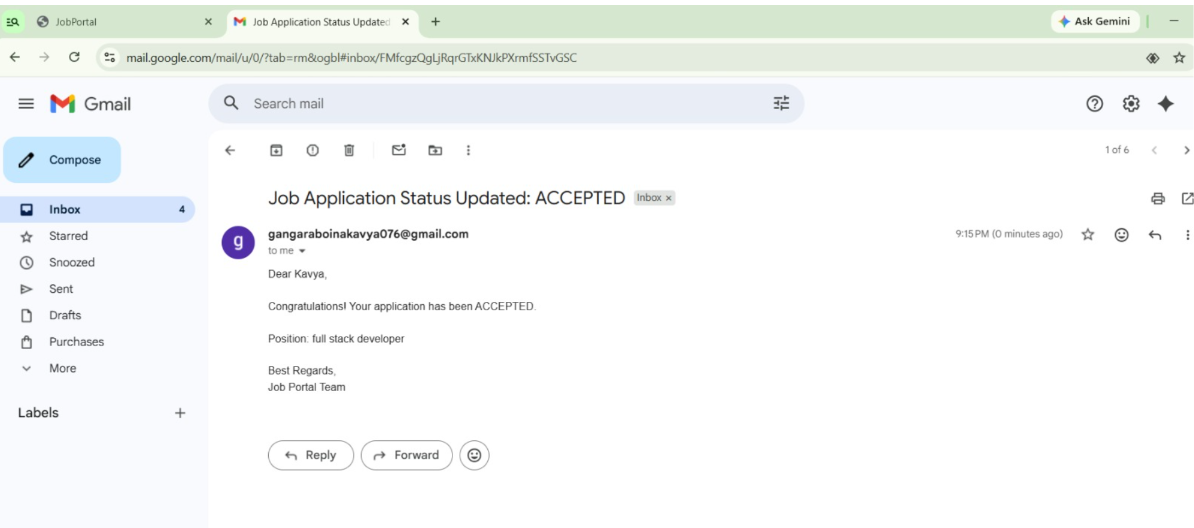 JobPortal
Job Application Status Updated
Ask Gemini
mail.google.com/mail/u/0/?tab=rm&ogbl#inbox/FMfcgzQgLjRqrGTxKNJkPXrmfSSTvGSC
Gmail
Search mail
Compose
1 of 6
Inbox 4
Starred
Snoozed
Sent
Drafts
Purchases
More
Labels
Job Application Status Updated: ACCEPTED Inbox x
g
gangaraboinakavya076@gmail.com 9:15 PM (0 minutes ago)
to me
Dear Kavya,
Congratulations! Your application has been ACCEPTED.
Position: full stack developer
Best Regards,
Job Portal Team
Reply Forward